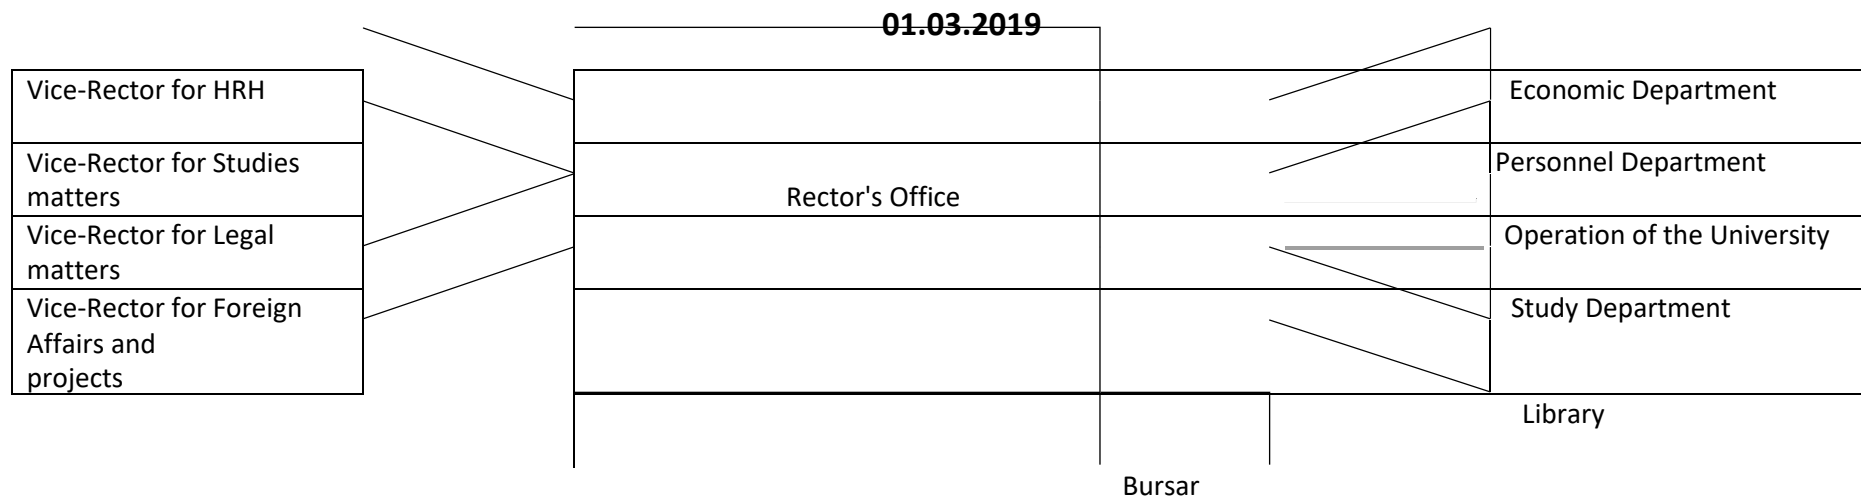 01.03.2019
Vice-Rector for HRH
Vice-Rector for Studies
matters
Vice-Rector for Legal
matters
Vice-Rector for Foreign
Affairs and
projects
Rector's Office
Economic Department
Personnel Department
Operation of the University
Study Department
Library
Bursar